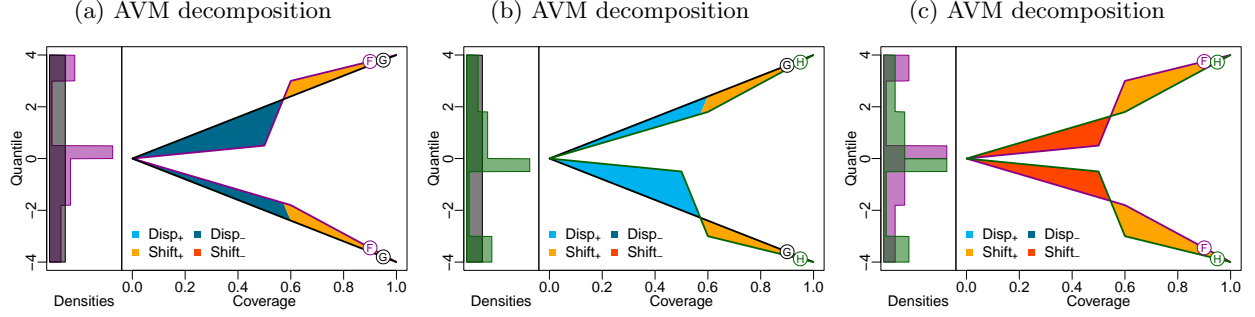 (a) AVM decomposition
Quantile
4
2
0
−2
−4
F
G
Disp+ Disp−
Shift+ Shift−
0.0 0.2 0.4 0.6 0.8 1.0
Densities Coverage
(b) AVM decomposition
Quantile
4
2
0
−2
−4
G
H
G
H
Disp+ Disp−
Shift+ Shift−
0.0 0.2 0.4 0.6 0.8 1.0
Densities Coverage
(c) AVM decomposition
Quantile
4
2
0
−2
−4
F
H
F
H
Disp+ Disp−
Shift+ Shift−
0.0 0.2 0.4 0.6 0.8 1.0
Densities Coverage